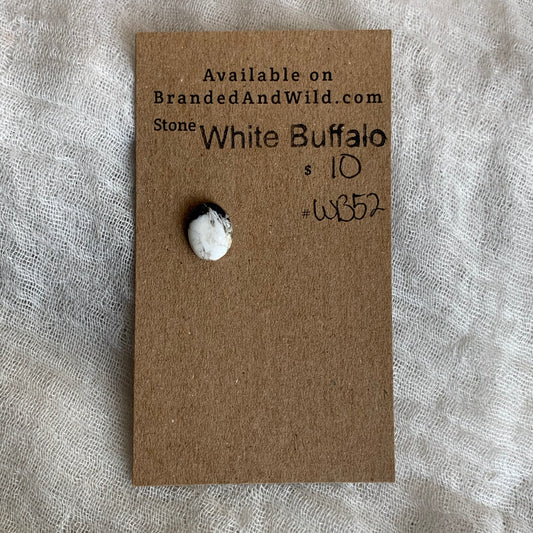 Available on
BrandedAndWild.com
Stone White Buffalo
$ 10
#WB52